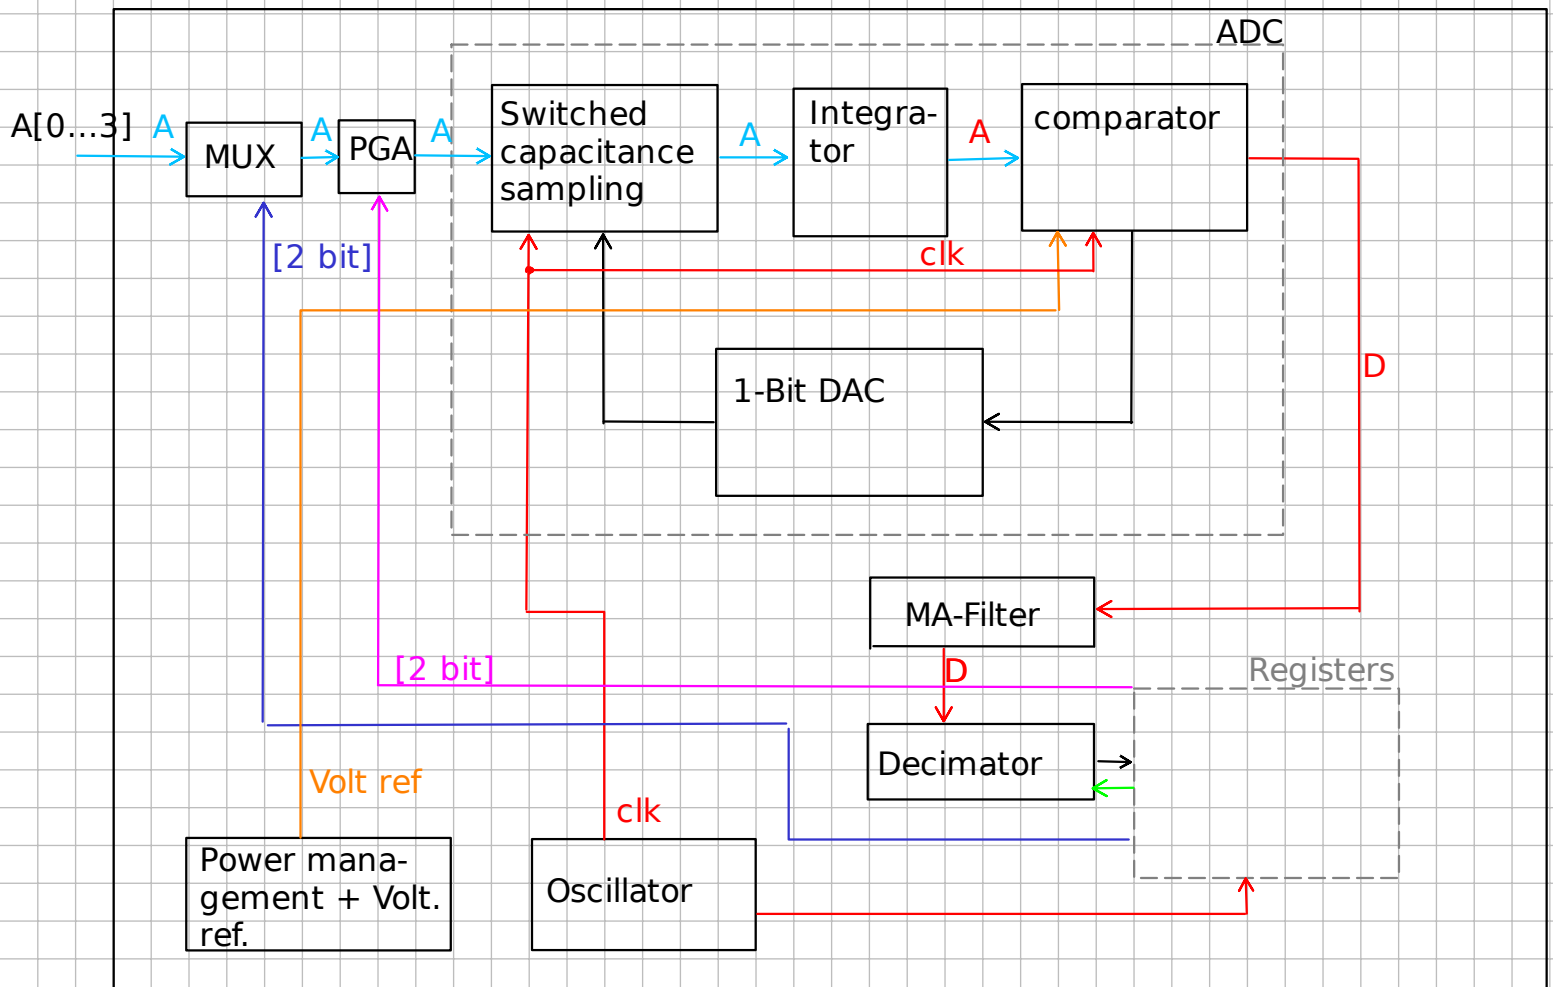 ADC
A[0...3]
A
MUX
A
PGA
A
Switched
capacitance
sampling
A
Integra-
tor
A
comparator
[2 bit]
clk
D
1-Bit DAC
MA-Filter
[2 bit]
D
Registers
Volt ref
clk
Decimator
Power mana-
gement + Volt.
ref.
Oscillator